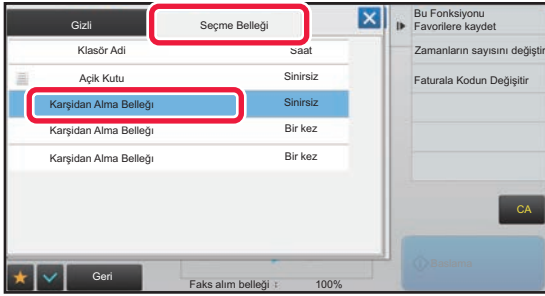 Gizli
Seçme Belleği
Klasör Adi
Saat
Açik Kutu
Sinirsiz
Karşidan Alma Belleği
Sinirsiz
Karşidan Alma Belleği
Bir kez
Karşidan Alma Belleği
Bir kez
Geri
Faks alım belleği :
100%
Bu Fonksiyonu
Favorilere kaydet
Zamanların sayısını değiştir
Faturala Kodun Değişitir
CA